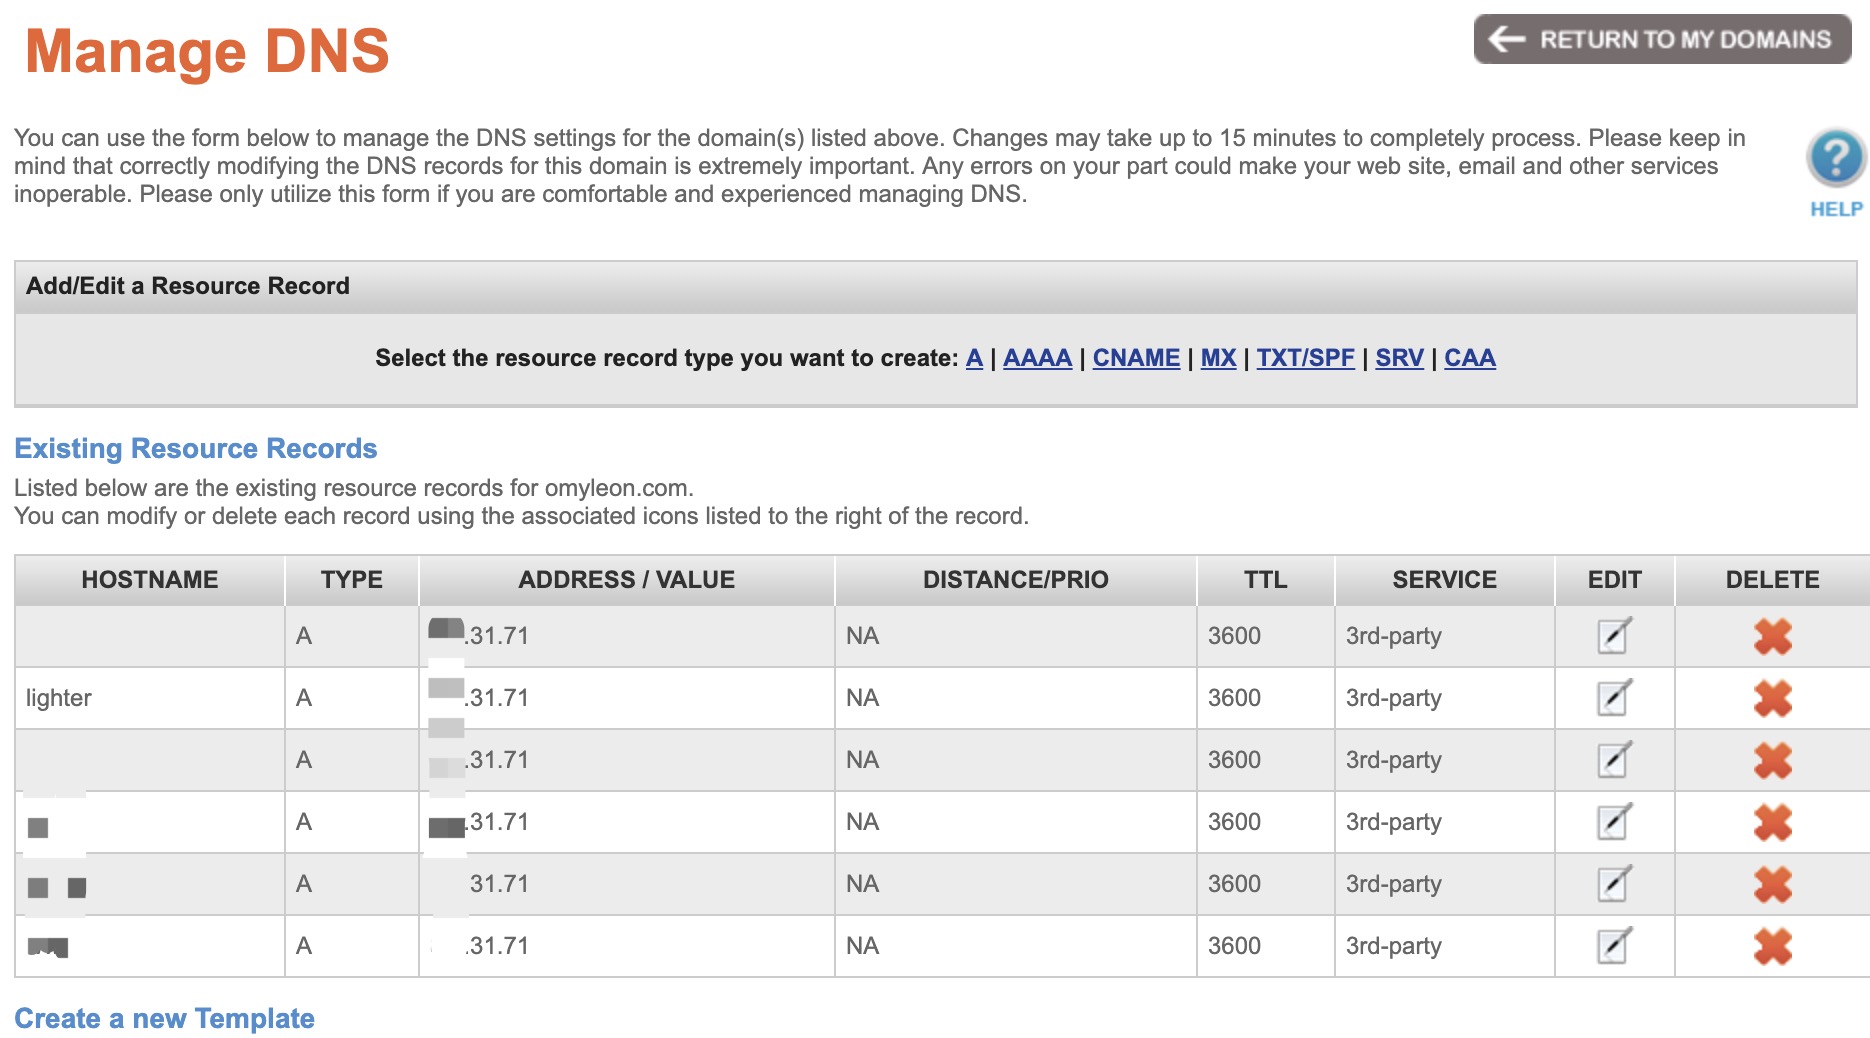 Manage DNS
RETURN TO MY DOMAINS
You can use the form below to manage the DNS settings for the domain(s) listed above. Changes may take up to 15 minutes to completely process. Please keep in
mind that correctly modifying the DNS records for this domain is extremely important. Any errors on your part could make your web site, email and other services
inoperable. Please only utilize this form if you are comfortable and experienced managing DNS.
HELP
Add/Edit a Resource Record
Select the resource record type you want to create: A | AAAA | CNAME | MX | TXT/SPF | SRV | CAA
Existing Resource Records
Listed below are the existing resource records for omyleon.com.
You can modify or delete each record using the associated icons listed to the right of the record.
HOSTNAME TYPE ADDRESS / VALUE DISTANCE/PRIO TTL SERVICE EDIT DELETE
A .31.71 NA 3600 3rd-party
lighter A .31.71 NA 3600 3rd-party
A .31.71 NA 3600 3rd-party
A .31.71 NA 3600 3rd-party
A 31.71 NA 3600 3rd-party
A .31.71 NA 3600 3rd-party
Create a new Template